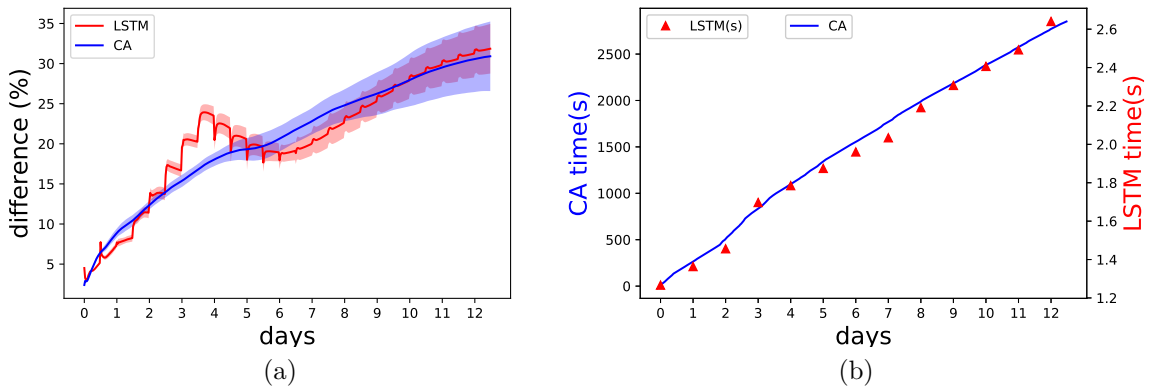 LSTM
CA
35
30
25
20
15
10
5
difference (%)
0 1 2 3 4 5 6 7 8 9 10 11 12
days
(a)
LSTM(s) CA
2500
2000
1500
1000
500
0
CA time(s)
2.6
2.4
2.2
2.0
1.8
1.6
1.4
1.2
LSTM time(s)
0 1 2 3 4 5 6 7 8 9 10 11 12
days
(b)